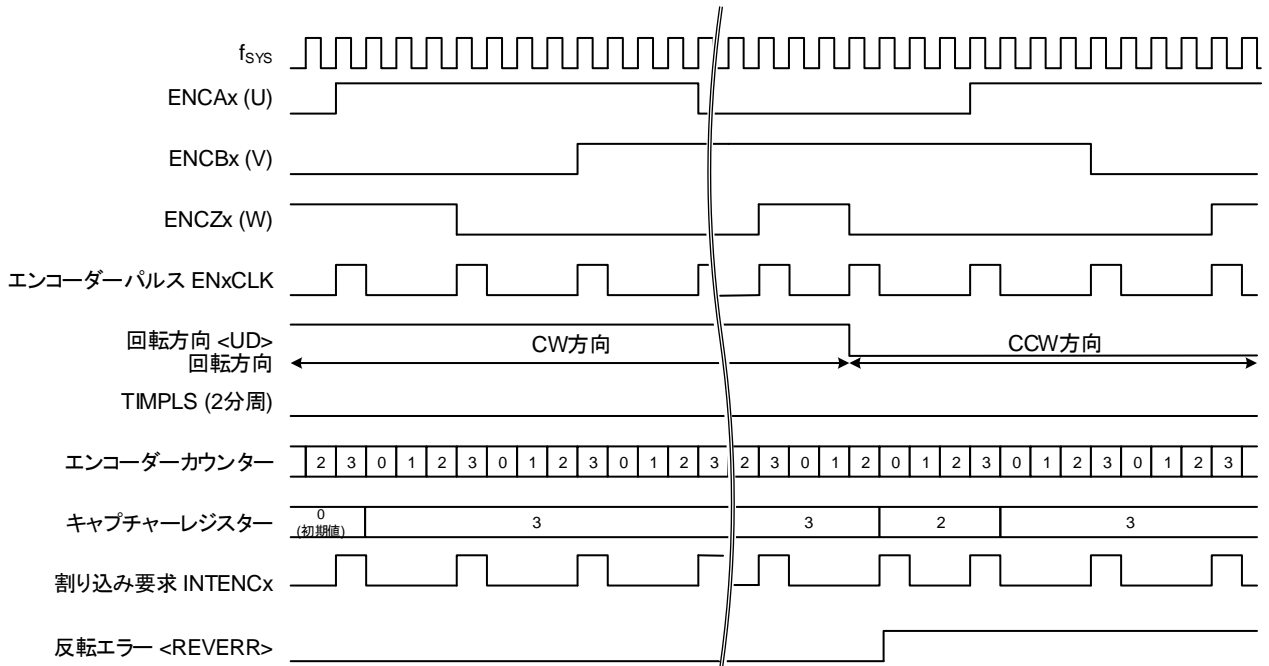 fSYS
ENCAx (U)
ENCBx (V)
ENCZx (W)
エンコーダーパルス ENxCLK
回転方向 <UD>
回転方向
CW方向
CCW方向
TIMPLS (2分周)
エンコーダーカウンター
2 3 0 1 2 3 0 1 2 3 0 1 2 3 2 3 0 1 2 0 1 2 3 0 1 2 3 0 1 2 3
キャプチャーレジスター
0
(初期値)
3 3 2 3
割り込み要求 INTENCx
反転エラー <REVERR>